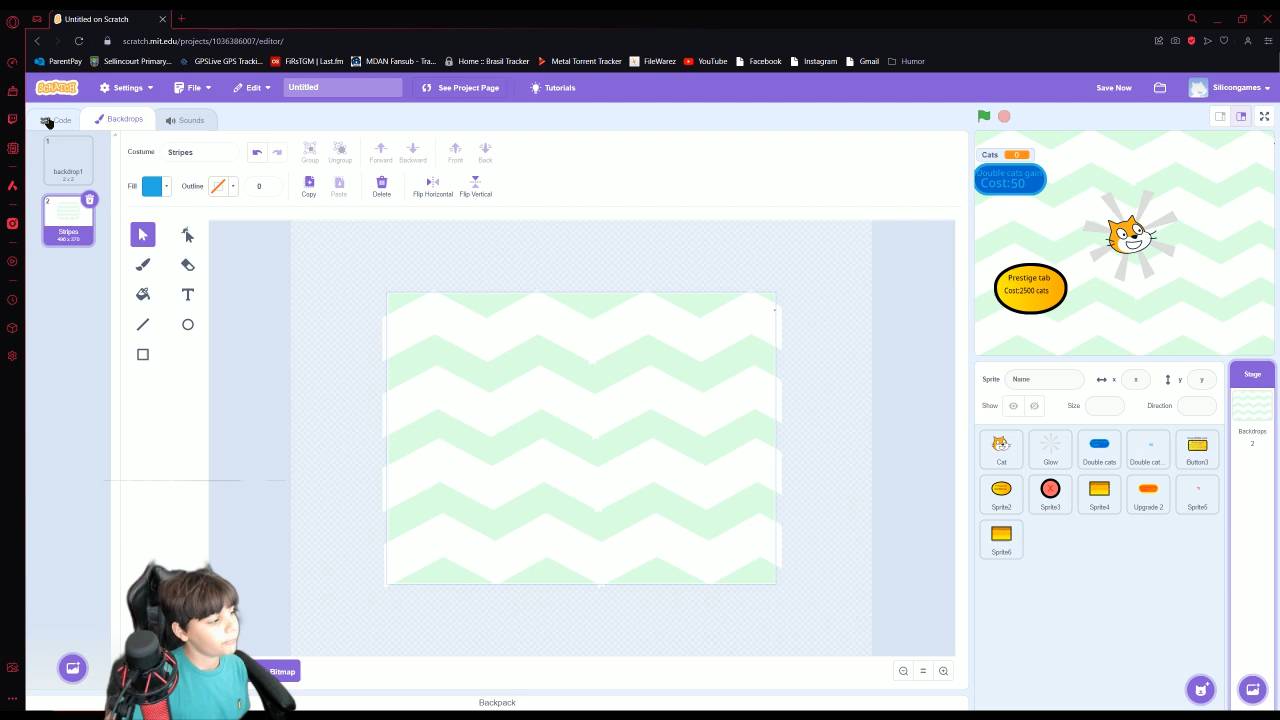 Untitled on Scratch
scratch.mit.edu/projects/1036386007/editor/
ParentPay
Sellincourt Primary...
GPSLive GPS Tracki...
FiRsTGM | Last.fm
MDAN Fansub - Tra...
Home :: Brasil Tracker
Metal Torrent Tracker
FileWarez
YouTube
Facebook
Instagram
Gmail
Humor
SCRATCH
Settings
File
Edit
Untitled
See Project Page
Tutorials
Save Now
Silicongames
Code
Backdrops
Sounds
1
backdrop1
2 x 2
2
Stripes
Costume
Stripes
Group
Ungroup
Forward
Backward
Front
Back
Fill
Outline
0
Copy
Paste
Delete
Flip Horizontal
Flip Vertical
T
Bitmap
Backpack
Cats 0
Double cats gain
Cost:50
Prestige tab
Cost:2500 cats
Sprite
Name
x
x
y
y
Show
Size
Direction
Stage
Backdrops
2
Cat
Glow
Double cats
Double cat...
Button3
Sprite2
Sprite3
Sprite4
Upgrade 2
Sprite5
Sprite6